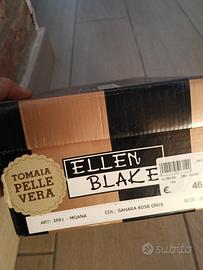 TOMAIA
PELLE
VERA
ELLEN
BLAKE
€ 46
ART: 3881 - MOANA
COL: SAHARA 6058 ONIX
subito